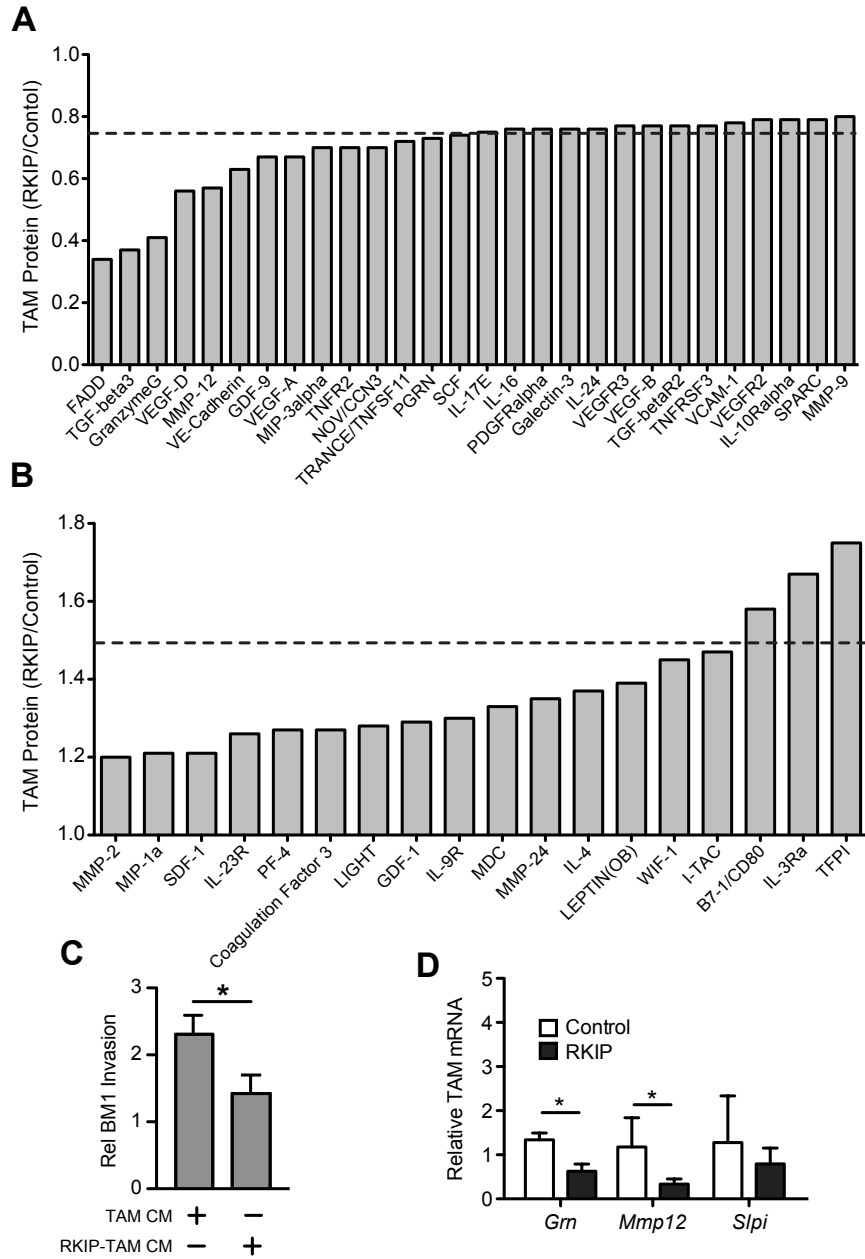 A
TAM Protein (RKIP/Contol)
1.0
0.8
0.6
0.4
0.2
0.0
FADD
TGF-beta3
GranzymeG
VEGF-D
MMP-12
VE-Cadherin
GDF-9
VEGF-A
MIP-3alpha
TNFR2
NOV/CCN3
TRANCE/TNFSF11
PGRN
SCF
IL-17E
IL-16
PDGFRalpha
Galectin-3
IL-24
VEGFR3
VEGF-B
TGF-betaR2
TNFRSF3
VCAM-1
VEGFR2
IL-10Ralpha
SPARC
MMP-9
B
TAM Protein (RKIP/Control)
1.8
1.6
1.4
1.2
1.0
MMP-2
MIP-1a
SDF-1
IL-23R
PF-4
Coagulation Factor 3
LIGHT
GDF-1
IL-9R
MDC
MMP-24
IL-4
LEPTIN(OB)
WIF-1
I-TAC
B7-1/CD80
IL-3Ra
TFPI
C
Rel BM1 Invasion
3
2
1
0
*
TAM CM + −
RKIP-TAM CM − +
D
Relative TAM mRNA
5
4
3
2
1
0
Control
RKIP
* *
Grn Mmp12 Slpi